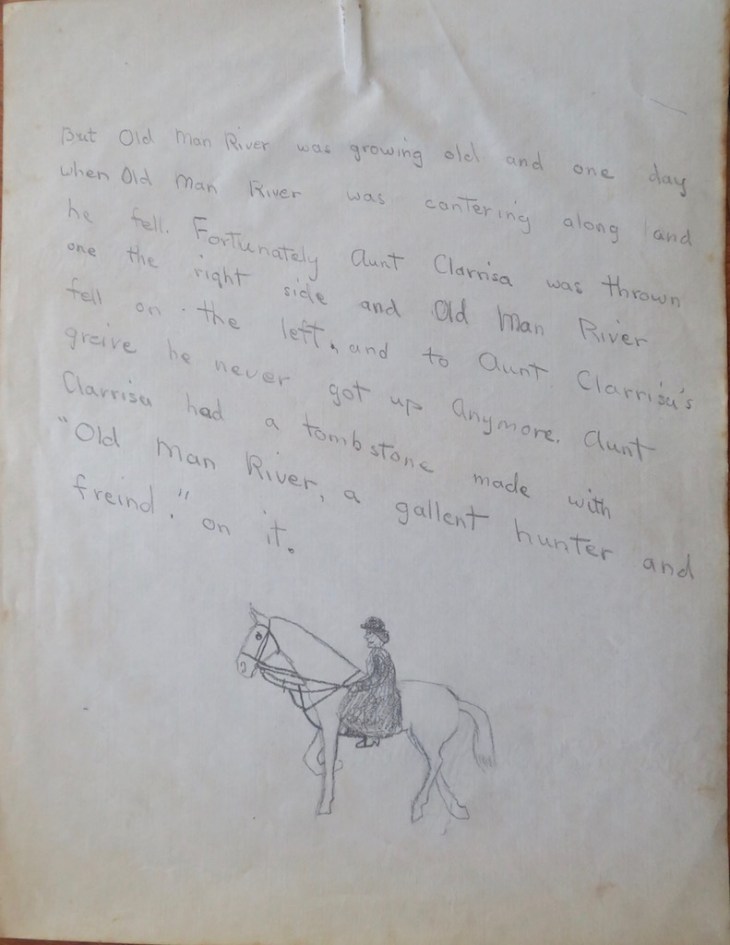 But Old Man River was growing old and one day
when Old Man River was cantering along and
he fell. Fortunately Aunt Clarrisa was thrown
one the right side and Old Man River
fell on the left, and to Aunt Clarrisa's
greive he never got up anymore. Aunt
Clarrisa had a tombstone made with
"Old Man River, a gallent hunter and
freind." on it.